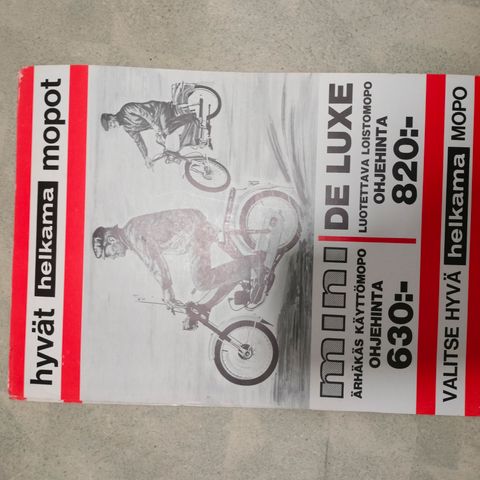 hyvät helkama mopot
mini
ÄRHÄKÄS KÄYTTÖMOPO
OHJEHINTA
630:-
DE LUXE
LUOTETTAVA LOISTOMOPO
OHJEHINTA
820:-
VALITSE HYVÄ helkama MOPO